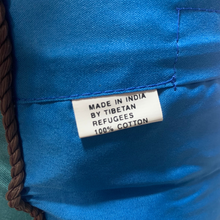 MADE IN INDIA
BY TIBETAN
REFUGEES
100% COTTON